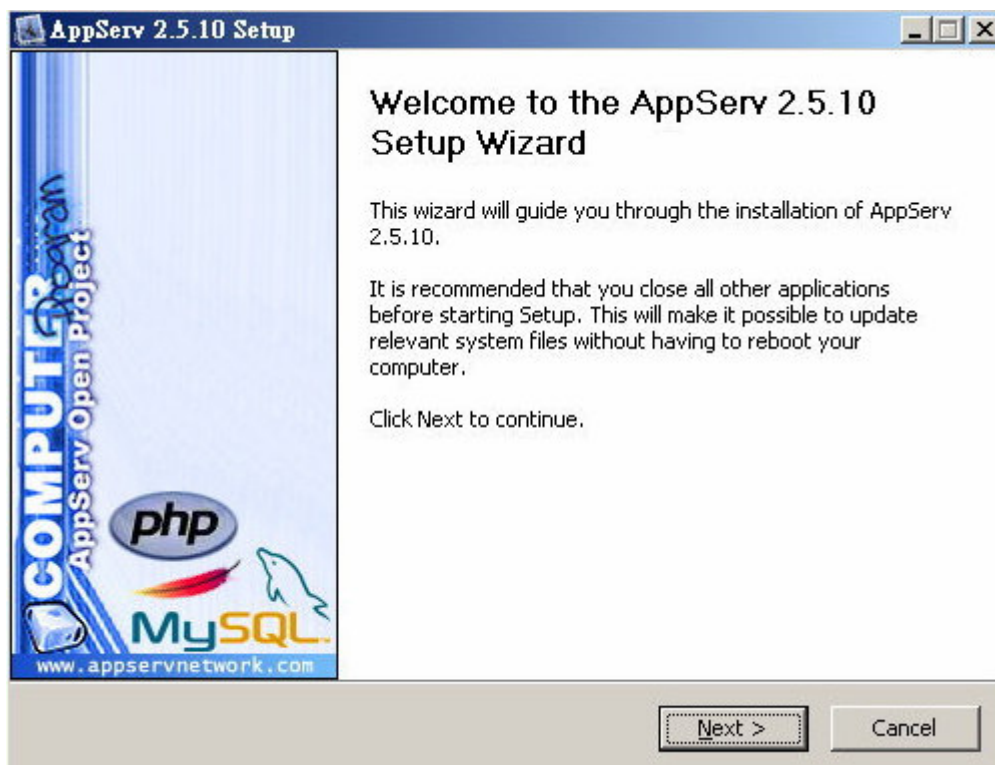 AppServ 2.5.10 Setup
Welcome to the AppServ 2.5.10
Setup Wizard
This wizard will guide you through the installation of AppServ
2.5.10.
It is recommended that you close all other applications
before starting Setup. This will make it possible to update
relevant system files without having to reboot your
computer.
Click Next to continue.
COMPUTER
Program
AppServ Open Project
php
MySQL
www.appservnetwork.com
Next >
Cancel